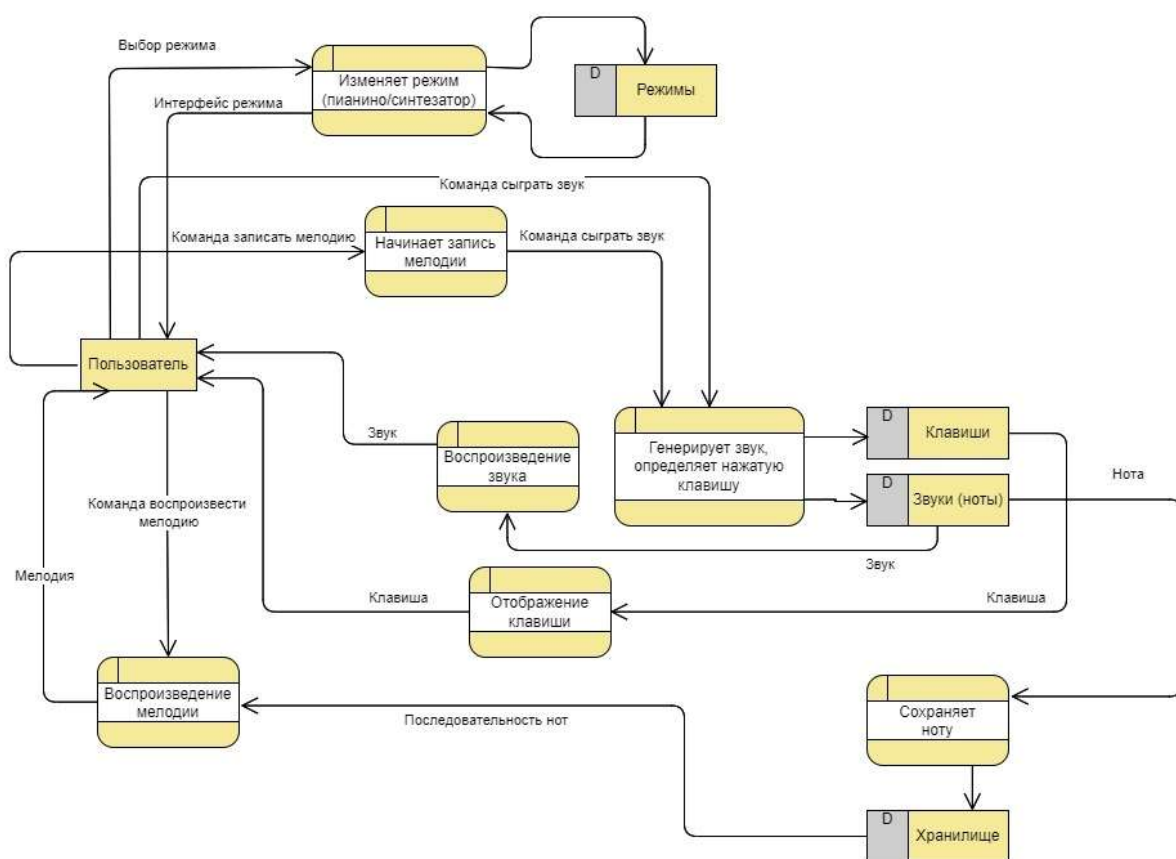 Выбор режима
Изменяет режим
(пианино/синтезатор)
D
Режимы
Интерфейс режима
Команда сыграть звук
Команда записать мелодию
Начинает запись
мелодии
Команда сыграть звук
Пользователь
Звук
Воспроизведение
звука
Генерирует звук,
определяет нажатую
клавишу
D
Клавиши
D
Звуки (ноты)
Нота
Команда воспроизвести
мелодию
Звук
Мелодия
Клавиша
Отображение
клавиши
Клавиша
Воспроизведение
мелодии
Последовательность нот
Сохраняет
ноту
D
Хранилище